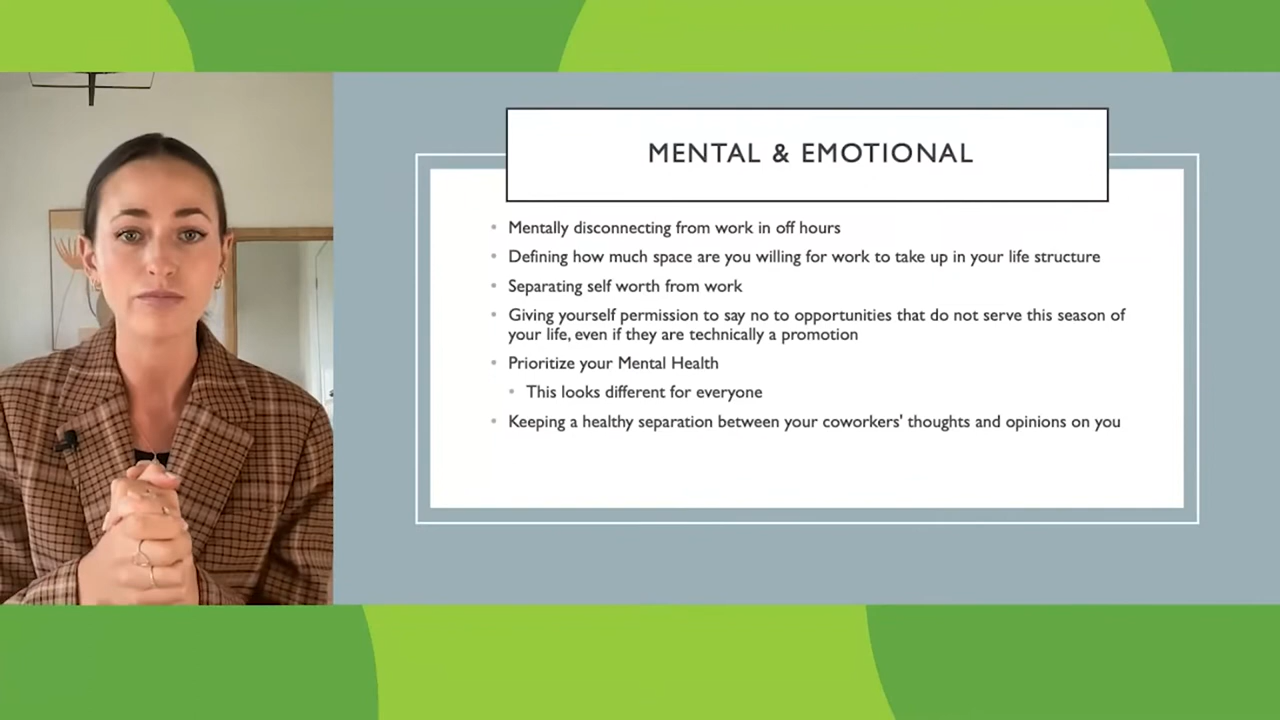 MENTAL & EMOTIONAL
• Mentally disconnecting from work in off hours
• Defining how much space are you willing for work to take up in your life structure
• Separating self worth from work
• Giving yourself permission to say no to opportunities that do not serve this season of
your life, even if they are technically a promotion
• Prioritize your Mental Health
• This looks different for everyone
• Keeping a healthy separation between your coworkers' thoughts and opinions on you